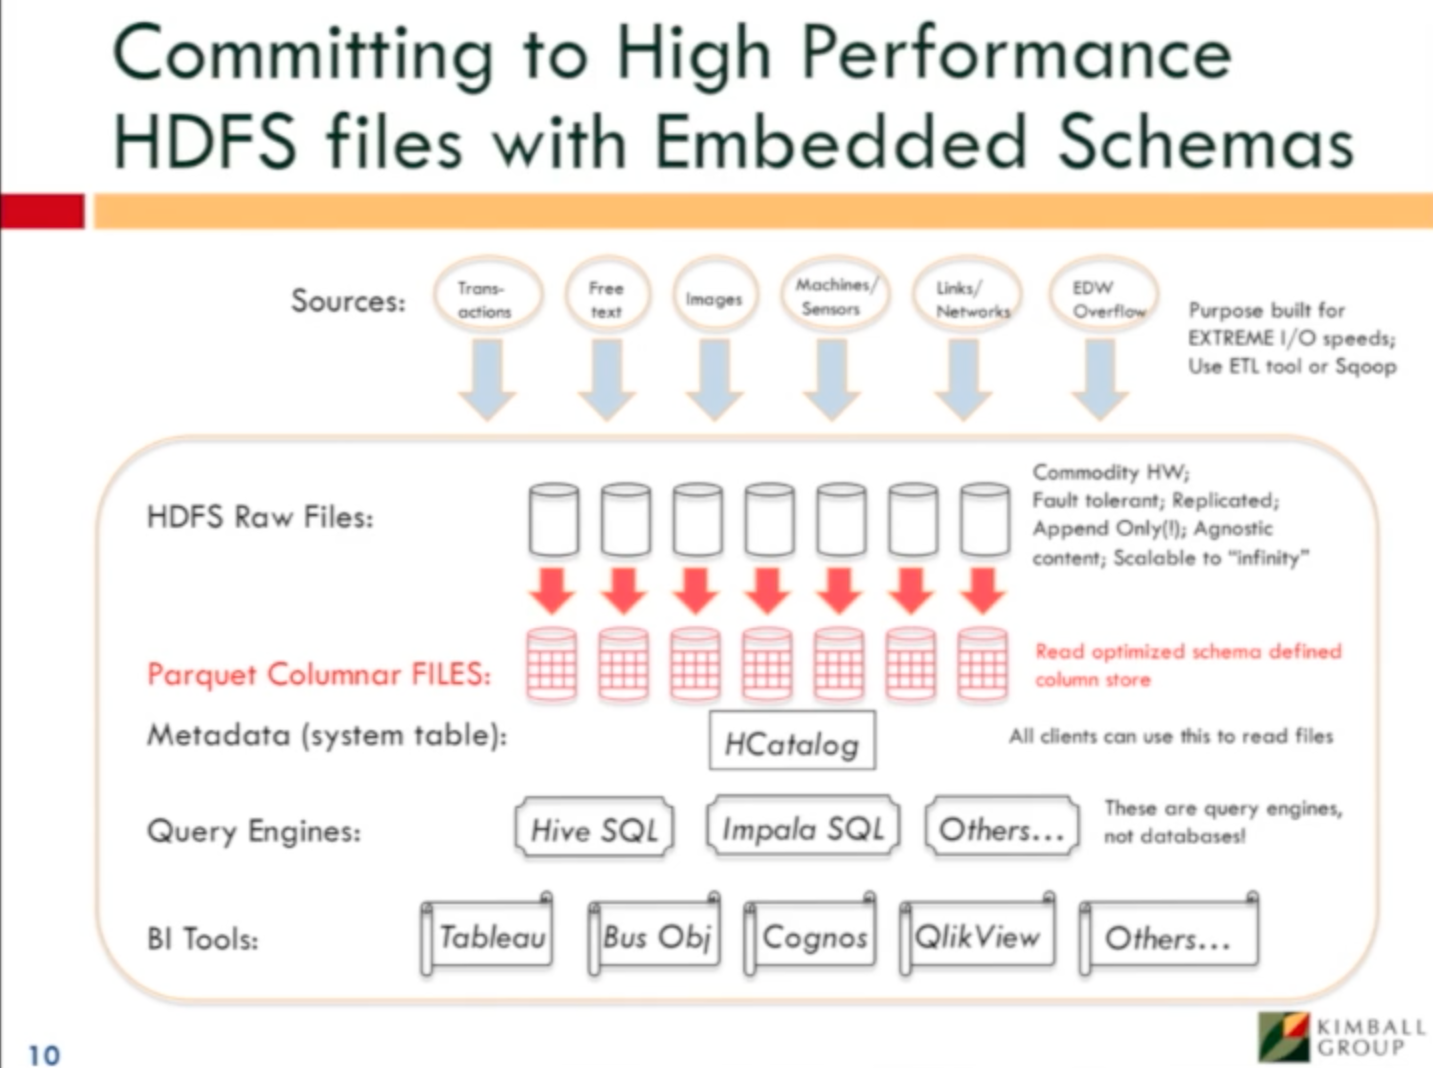 Committing to High Performance
HDFS files with Embedded Schemas
Sources:
Trans-
actions
Free
text
Images
Machines/
Sensors
Links/
Networks
EDW
Overflow
Purpose built for
EXTREME I/O speeds;
Use ETL tool or Sqoop
HDFS Raw Files:
Commodity HW;
Fault tolerant; Replicated;
Append Only(!); Agnostic
content; Scalable to “infinity”
Parquet Columnar FILES:
Read optimized schema defined
column store
Metadata (system table):
HCatalog
All clients can use this to read files
Query Engines:
Hive SQL
Impala SQL
Others...
These are query engines,
not databases!
BI Tools:
Tableau
Bus Obj
Cognos
QlikView
Others...
10
KIMBALL
GROUP